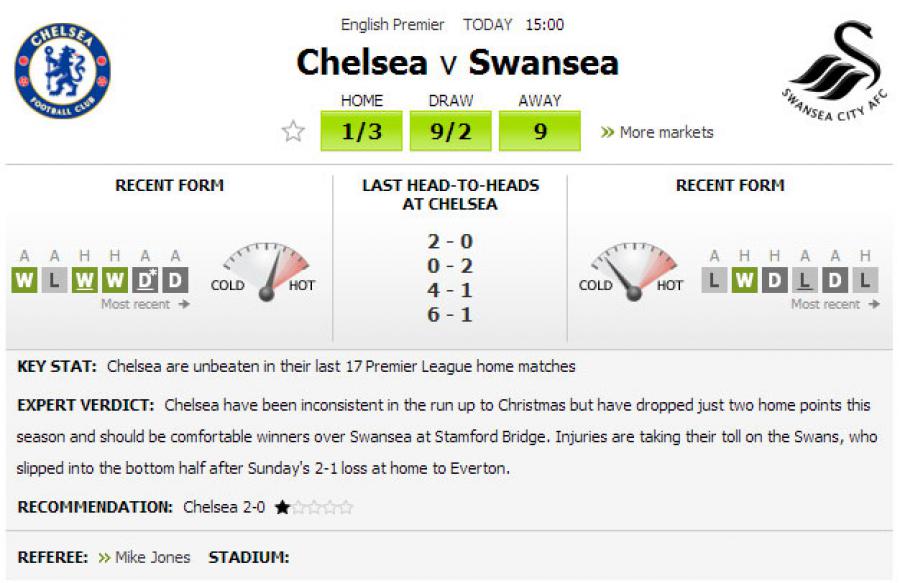 English Premier TODAY 15:00
CHELSEA
FOOTBALL CLUB
Chelsea v Swansea
SWANSEA CITY AFC
HOME DRAW AWAY
1/3 9/2 9 » More markets
RECENT FORM
LAST HEAD-TO-HEADS
AT CHELSEA
RECENT FORM
A A H H A A
W L W W D* D
Most recent →
COLD HOT
2 - 0
0 - 2
4 - 1
6 - 1
COLD HOT
A H H A A H
L W D L D L
Most recent →
KEY STAT: Chelsea are unbeaten in their last 17 Premier League home matches
EXPERT VERDICT: Chelsea have been inconsistent in the run up to Christmas but have dropped just two home points this
season and should be comfortable winners over Swansea at Stamford Bridge. Injuries are taking their toll on the Swans, who
slipped into the bottom half after Sunday's 2-1 loss at home to Everton.
RECOMMENDATION: Chelsea 2-0 ★☆☆☆☆
REFEREE: » Mike Jones STADIUM: